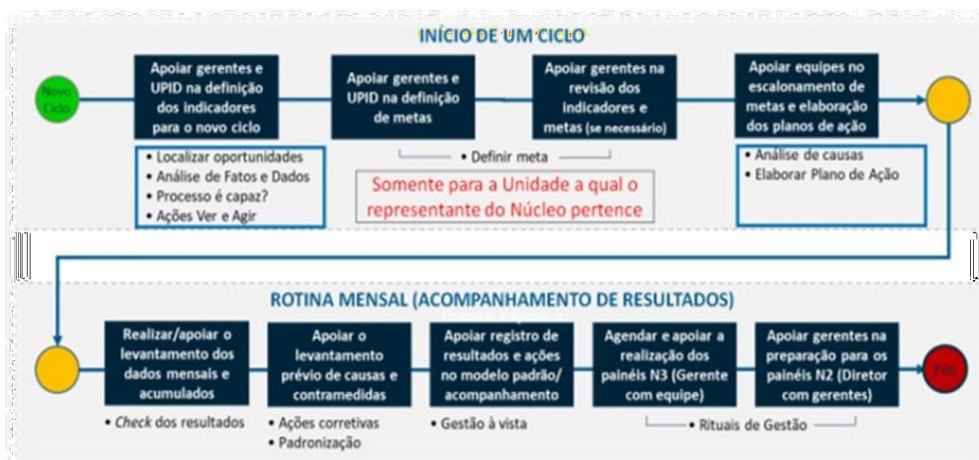 INÍCIO DE UM CICLO
Novo
Ciclo
Apoiar gerentes e
UPID na definição
dos indicadores
para o novo ciclo
Apoiar gerentes e
UPID na definição
de metas
Apoiar gerentes na
revisão dos
indicadores e
metas (se necessário)
Apoiar equipes no
escalonamento de
metas e elaboração
dos planos de ação
• Localizar oportunidades
• Análise de Fatos e Dados
• Processo é capaz?
• Ações Ver e Agir
• Definir meta
Somente para a Unidade a qual o
representante do Núcleo pertence
• Análise de causas
• Elaborar Plano de Ação
ROTINA MENSAL (ACOMPANHAMENTO DE RESULTADOS)
Realizar/apoiar o
levantamento dos
dados mensais e
acumulados
Apoiar o
levantamento
prévio de causas e
contramedidas
Apoiar registro de
resultados e ações
no modelo padrão/
acompanhamento
Agendar e apoiar a
realização dos
painéis N3 (Gerente
com equipe)
Apoiar gerentes na
preparação para os
painéis N2 (Diretor
com gerentes)
Fim
• Check dos resultados
• Ações corretivas
• Padronização
• Gestão à vista
• Rituais de Gestão